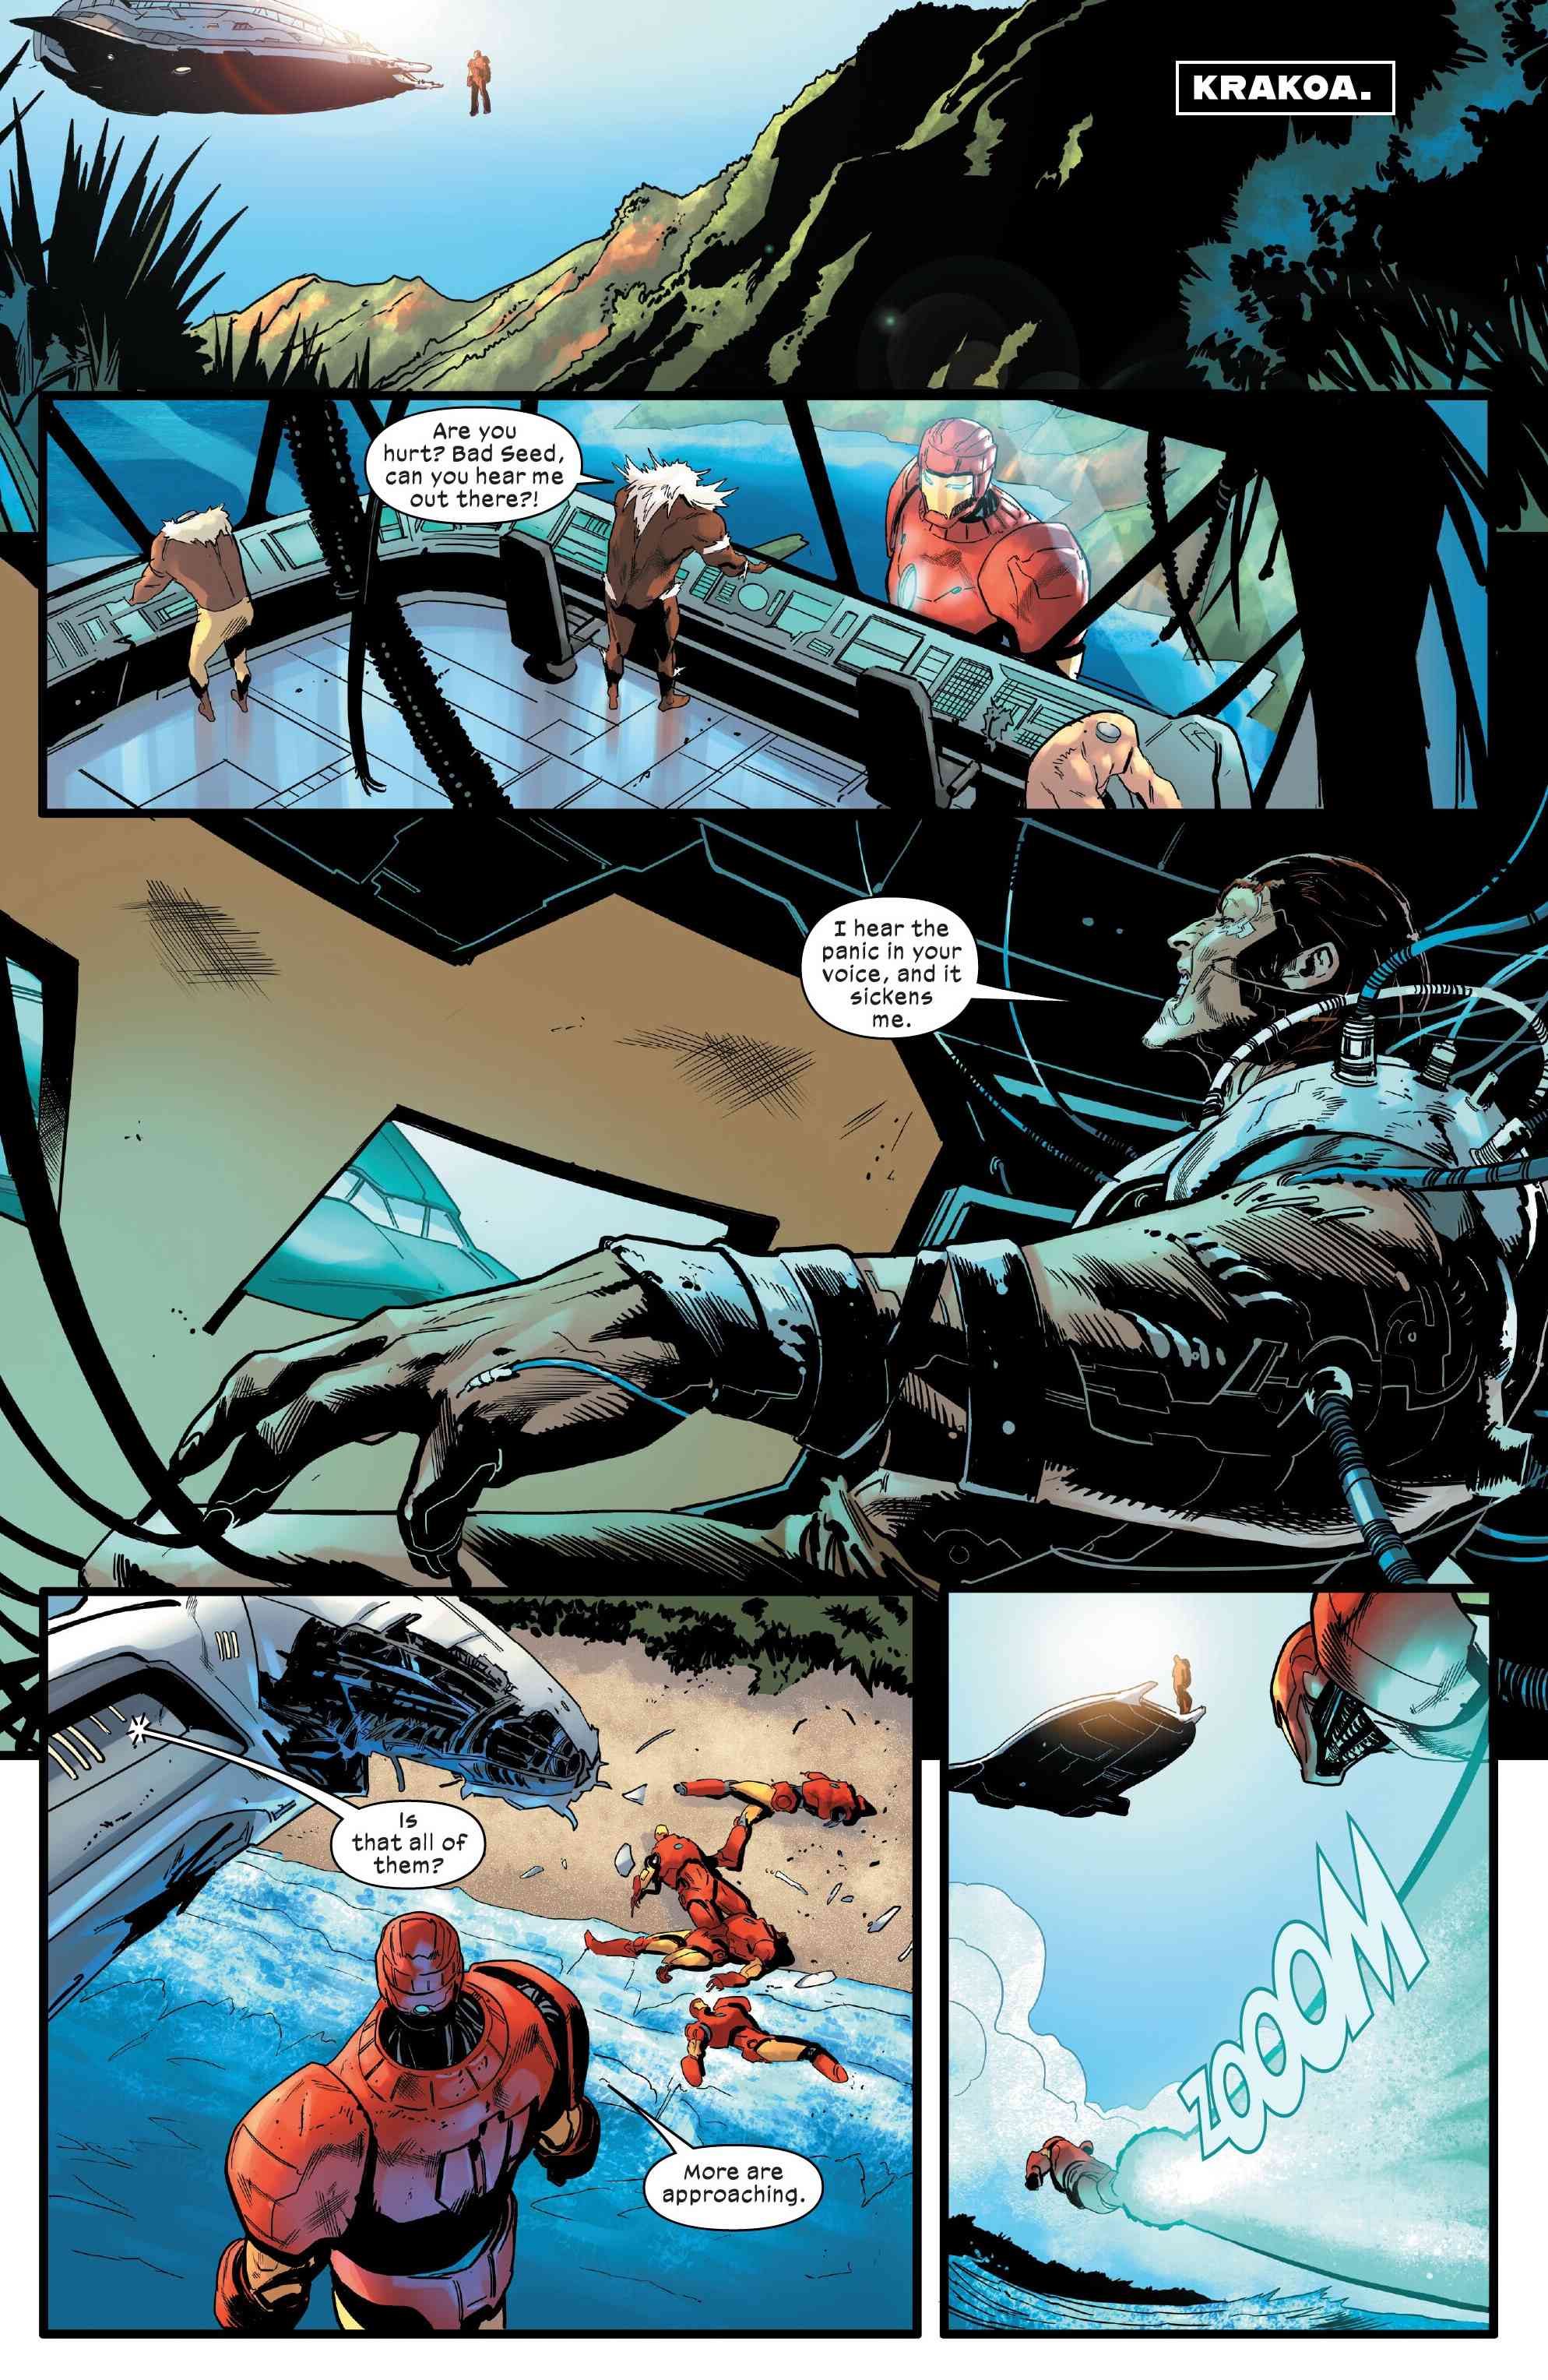 KRAKOA.
Are you
hurt? Bad Seed,
can you hear me
out there?!
I hear the
panic in your
voice, and it
sickens
me.
Is
that all of
them?
More are
approaching.
ZOOOM